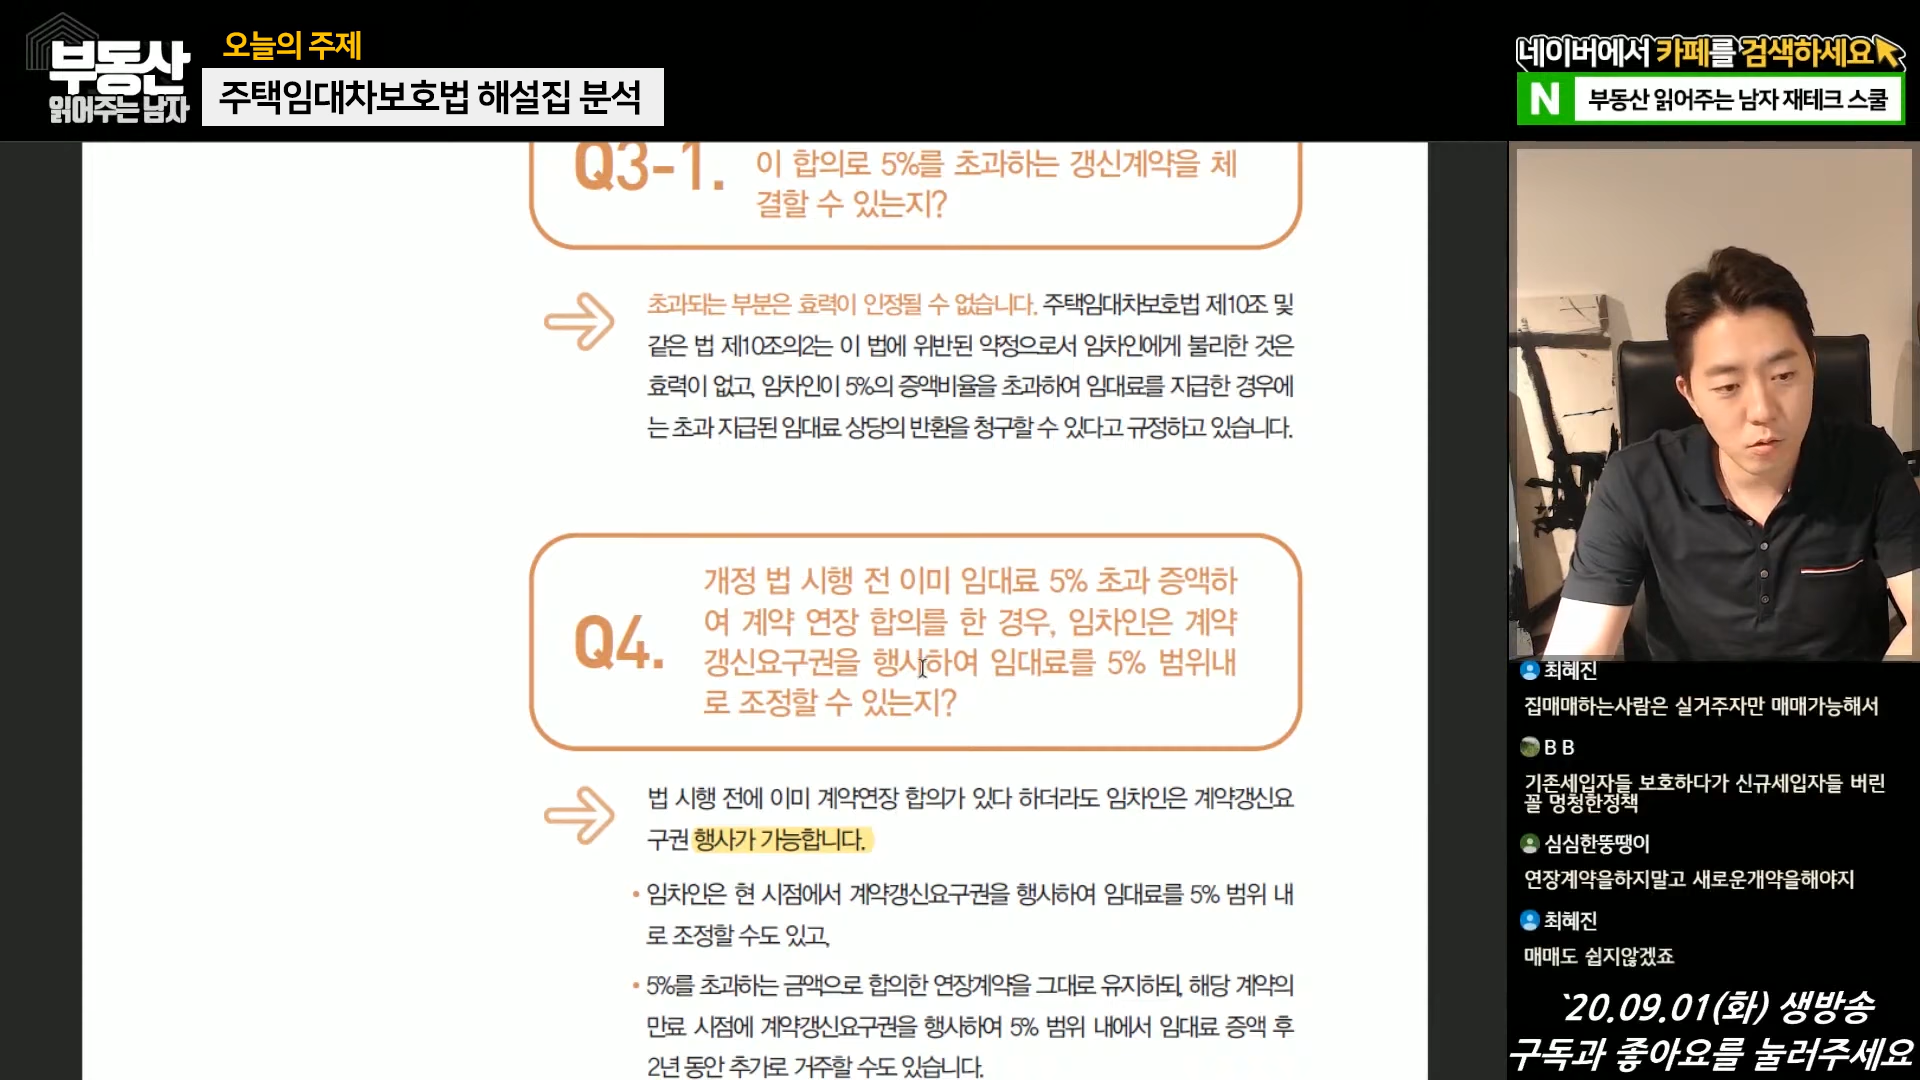 부동산
읽어주는 남자
오늘의 주제
주택임대차보호법 해설집 분석
네이버에서 카페를 검색하세요
N 부동산 읽어주는 남자 재테크 스쿨
Q3-1.
이 합의로 5%를 초과하는 갱신계약을 체
결할 수 있는지?
초과되는 부분은 효력이 인정될 수 없습니다. 주택임대차보호법 제10조 및
같은 법 제10조의2는 이 법에 위반된 약정으로서 임차인에게 불리한 것은
효력이 없고, 임차인이 5%의 증액비율을 초과하여 임대료를 지급한 경우에
는 초과 지급된 임대료 상당의 반환을 청구할 수 있다고 규정하고 있습니다.
Q4.
개정 법 시행 전 이미 임대료 5% 초과 증액하
여 계약 연장 합의를 한 경우, 임차인은 계약
갱신요구권을 행사하여 임대료를 5% 범위내
로 조정할 수 있는지?
법 시행 전에 이미 계약연장 합의가 있다 하더라도 임차인은 계약갱신요
구권 행사가 가능합니다.
• 임차인은 현 시점에서 계약갱신요구권을 행사하여 임대료를 5% 범위 내
로 조정할 수도 있고,
• 5%를 초과하는 금액으로 합의한 연장계약을 그대로 유지하되, 해당 계약의
만료 시점에 계약갱신요구권을 행사하여 5% 범위 내에서 임대료 증액 후
2년 동안 추가로 거주할 수도 있습니다.
최혜진
집매매하는사람은 실거주자만 매매가능해서
B B
기존세입자들 보호하다가 신규세입자들 버린
꼴 멍청한정책
심심한뚱땡이
연장계약을하지말고 새로운개약을해야지
최혜진
매매도 쉽지않겠죠
`20.09.01(화) 생방송
구독과 좋아요를 눌러주세요